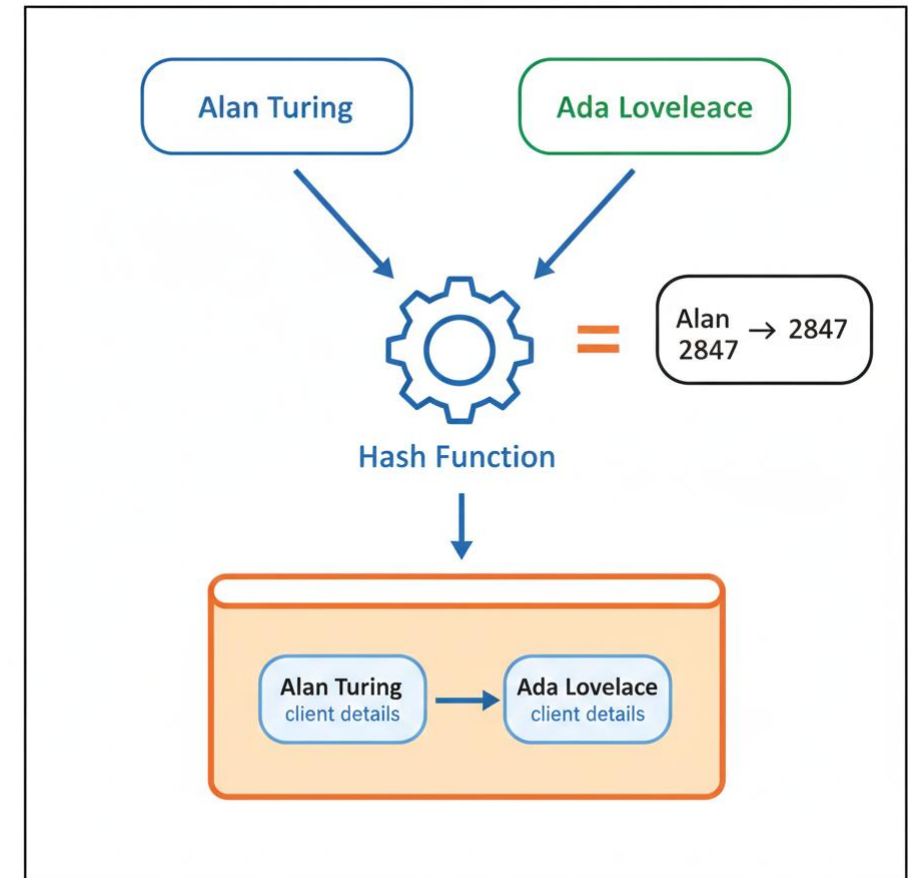 Alan Turing
Ada Loveleace
Alan → 2847
2847
Hash Function
Alan Turing
client details
Ada Lovelace
client details